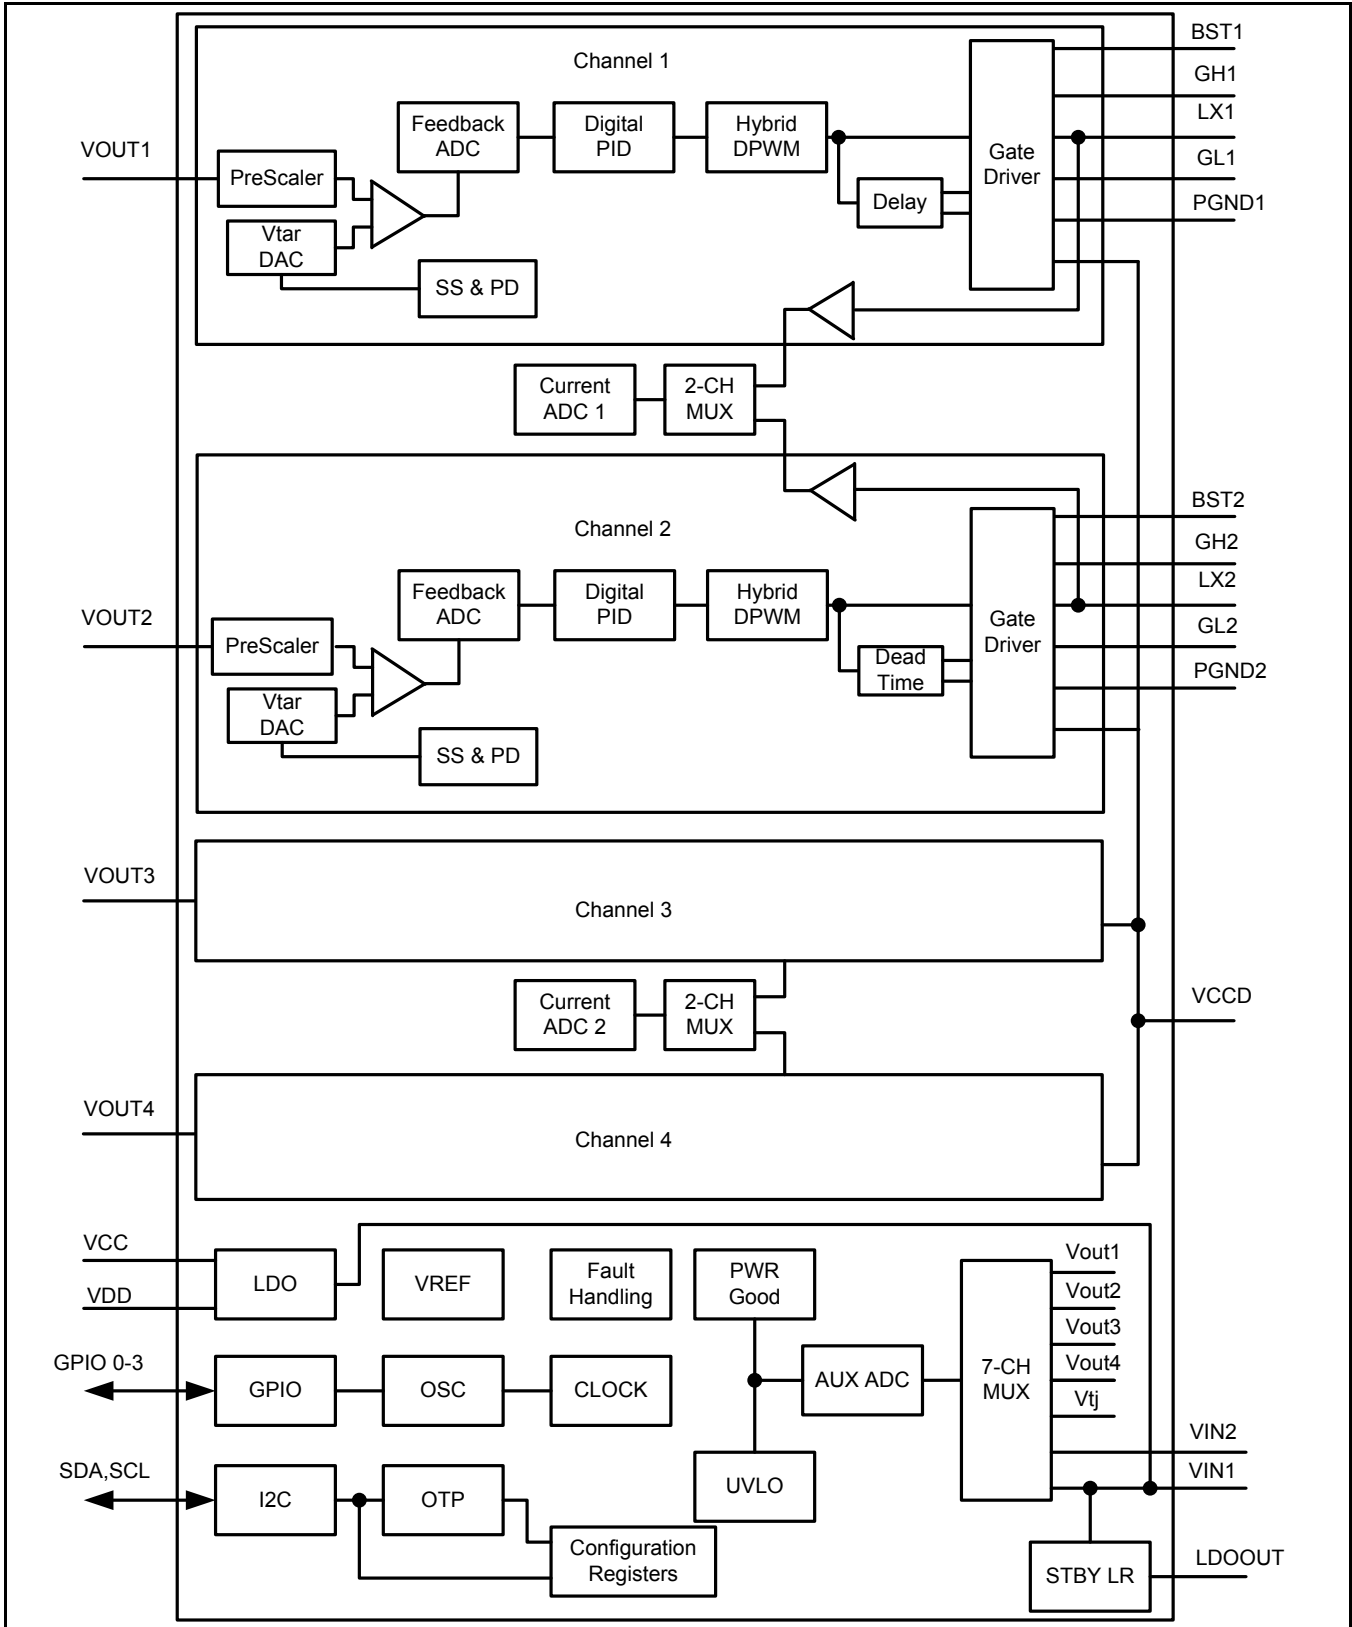 Channel 1
BST1
GH1
LX1
GL1
PGND1
VOUT1
PreScaler
Vtar
DAC
SS & PD
Feedback
ADC
Digital
PID
Hybrid
DPWM
Delay
Gate
Driver
Current
ADC 1
2-CH
MUX
Channel 2
BST2
GH2
LX2
GL2
PGND2
VOUT2
PreScaler
Vtar
DAC
SS & PD
Feedback
ADC
Digital
PID
Hybrid
DPWM
Dead
Time
Gate
Driver
VOUT3
Channel 3
Current
ADC 2
2-CH
MUX
VCCD
VOUT4
Channel 4
VCC
VDD
LDO
VREF
Fault
Handling
PWR
Good
GPIO 0-3
GPIO
OSC
CLOCK
AUX ADC
7-CH
MUX
Vout1
Vout2
Vout3
Vout4
Vtj
VIN2
VIN1
SDA,SCL
I2C
OTP
UVLO
Configuration
Registers
STBY LR
LDOOUT